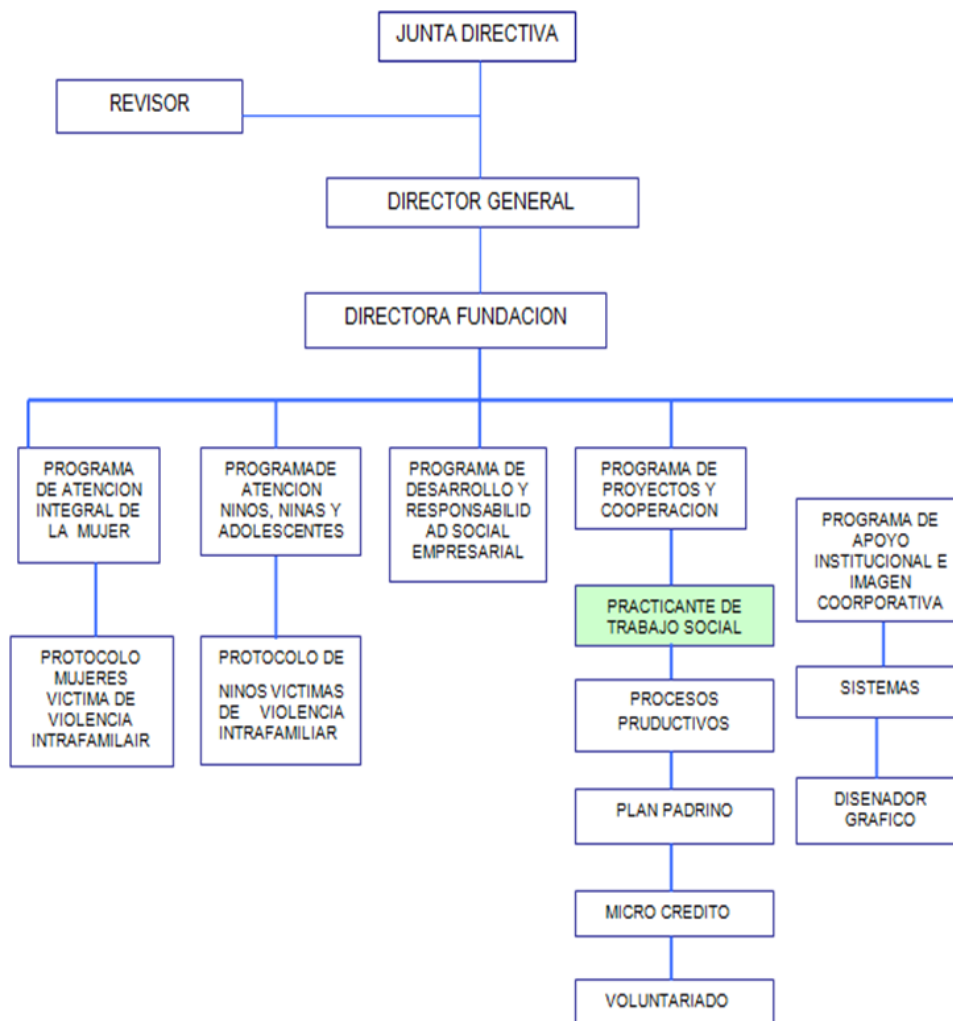 JUNTA DIRECTIVA
REVISOR
DIRECTOR GENERAL
DIRECTORA FUNDACION
PROGRAMA
DE ATENCION
INTEGRAL DE
LA MUJER
PROGRAMADE
ATENCION
NINOS, NINAS Y
ADOLESCENTES
PROGRAMA DE
DESARROLLO Y
RESPONSABILID
AD SOCIAL
EMPRESARIAL
PROGRAMA DE
PROYECTOS Y
COOPERACION
PROGRAMA DE
APOYO
INSTITUCIONAL E
IMAGEN
COORPORATIVA
PRACTICANTE DE
TRABAJO SOCIAL
PROTOCOLO
MUJERES
VICTIMA DE
VIOLENCIA
INTRAFAMILAIR
PROTOCOLO DE
NINOS VICTIMAS
DE VIOLENCIA
INTRAFAMILIAR
PROCESOS
PRUDUCTIVOS
SISTEMAS
PLAN PADRINO
DISENADOR
GRAFICO
MICRO CREDITO
VOLUNTARIADO